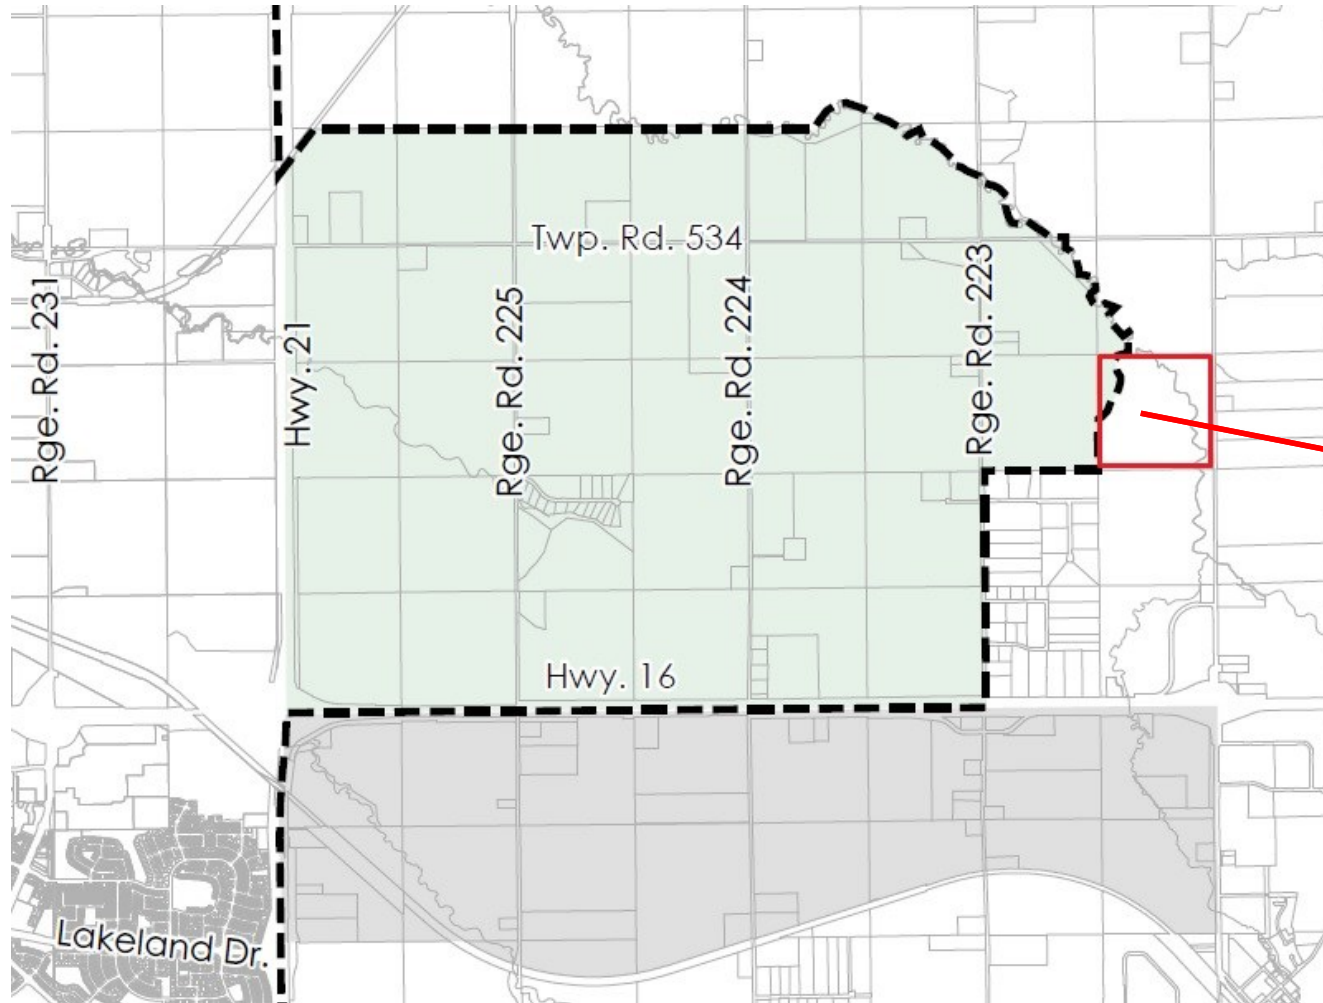 Twp. Rd. 534
Rge. Rd. 231
Hwy. 21
Rge. Rd. 225
Rge. Rd. 224
Rge. Rd. 223
Hwy. 16
Lakeland Dr.